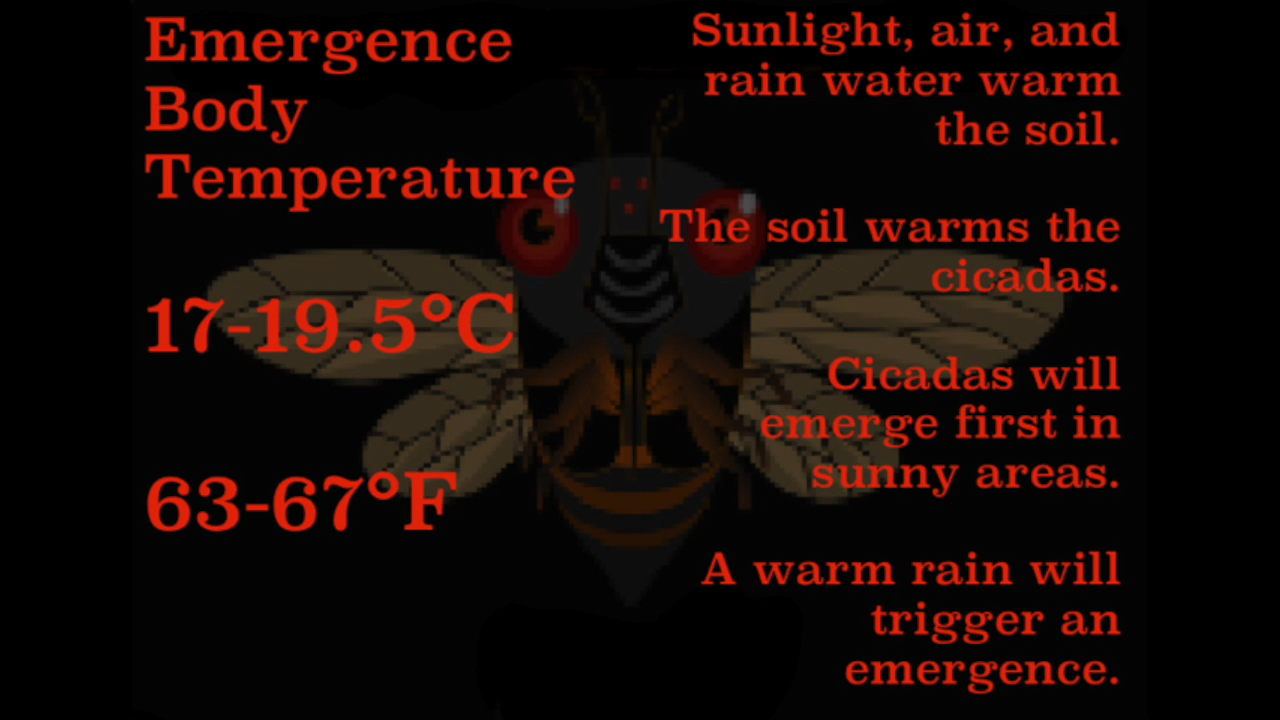 Emergence
Body
Temperature
17-19.5°C
63-67°F
Sunlight, air, and
rain water warm
the soil.
The soil warms the
cicadas.
Cicadas will
emerge first in
sunny areas.
A warm rain will
trigger an
emergence.